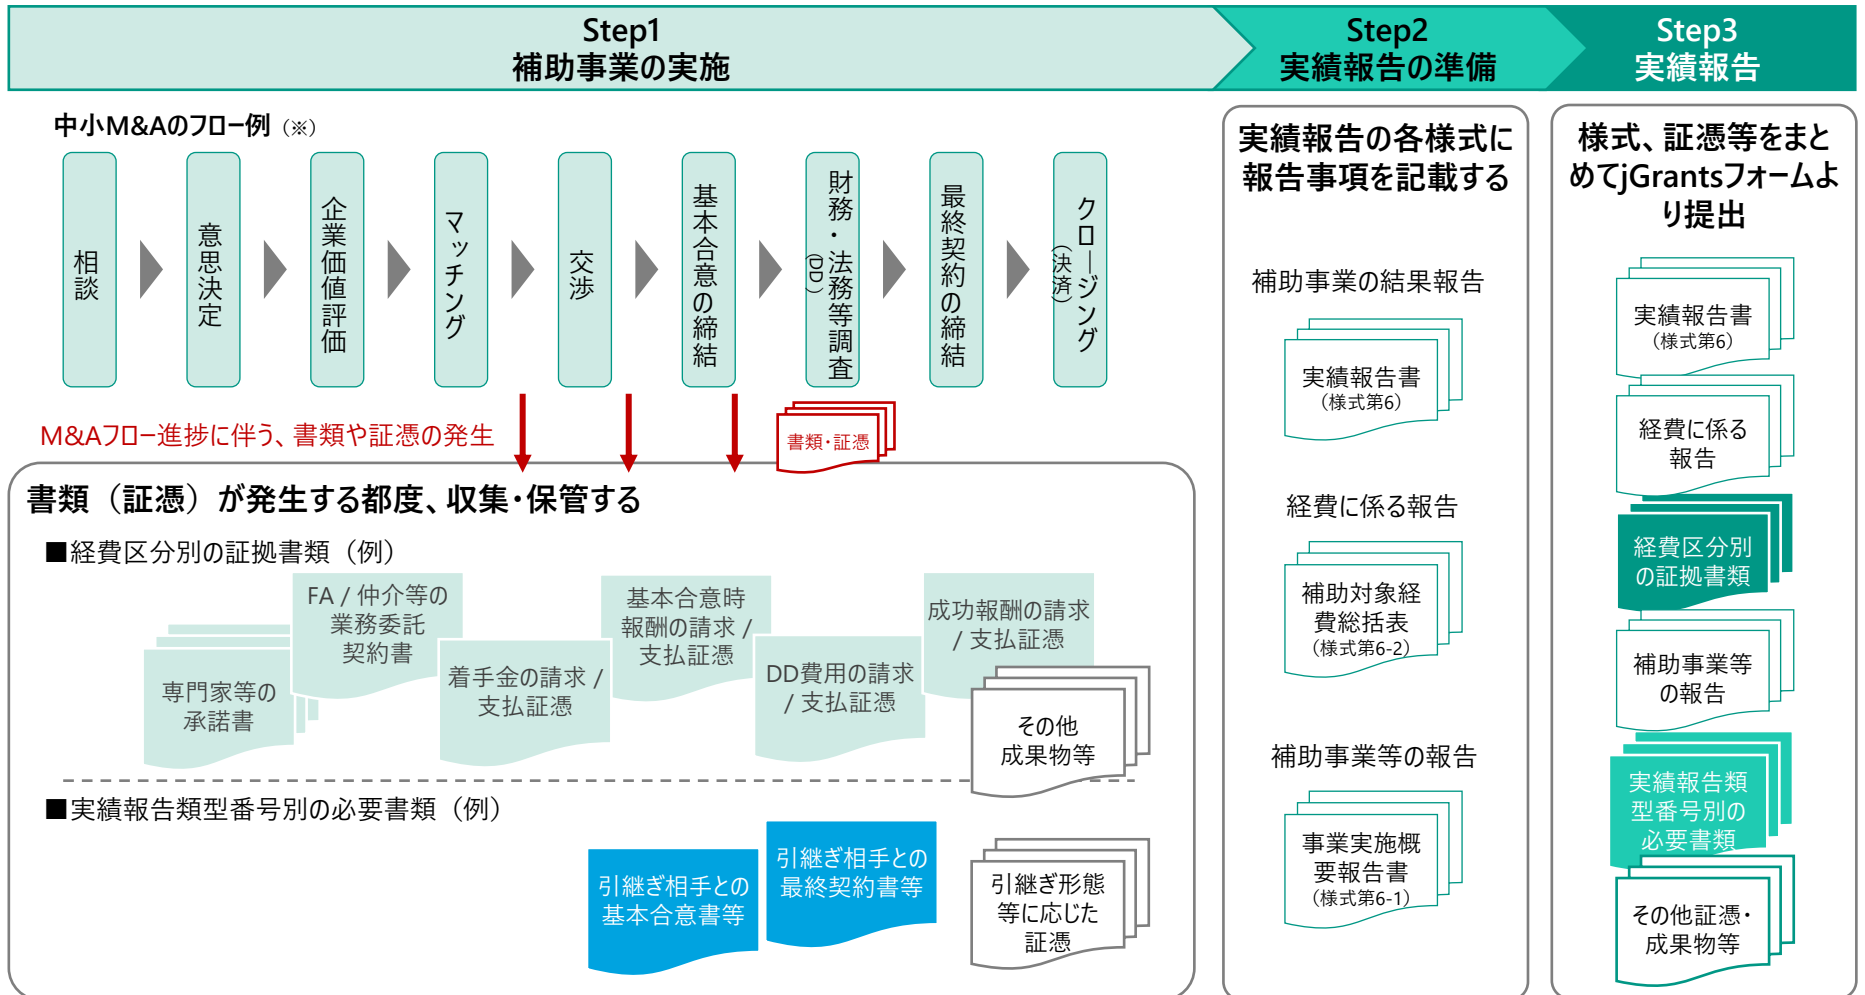 Step1
補助事業の実施
Step2
実績報告の準備
Step3
実績報告
中小M&Aのフロー例（※）
相談
意思決定
企業価値評価
マッチング
交渉
基本合意の締結
財務・法務等調査
（DD）
最終契約の締結
クロージング
（決済）
M&Aフロー進捗に伴う、書類や証憑の発生
書類・証憑
書類（証憑）が発生する都度、収集・保管する
■経費区分別の証拠書類（例）
専門家等の
承諾書
FA / 仲介等の
業務委託
契約書
着手金の請求 /
支払証憑
基本合意時
報酬の請求 /
支払証憑
DD費用の請求
/ 支払証憑
成功報酬の請求
/ 支払証憑
その他
成果物等
■実績報告類型番号別の必要書類（例）
引継ぎ相手との
基本合意書等
引継ぎ相手との
最終契約書等
引継ぎ形態
等に応じた
証憑
実績報告の各様式に
報告事項を記載する
補助事業の結果報告
実績報告書
（様式第6）
経費に係る報告
補助対象経
費総括表
（様式第6-2）
補助事業等の報告
事業実施概
要報告書
（様式第6-1）
様式、証憑等をまと
めてjGrantsフォームよ
り提出
実績報告書
（様式第6）
経費に係る
報告
経費区分別
の証拠書類
補助事業等
の報告
実績報告類
型番号別の
必要書類
その他証憑・
成果物等